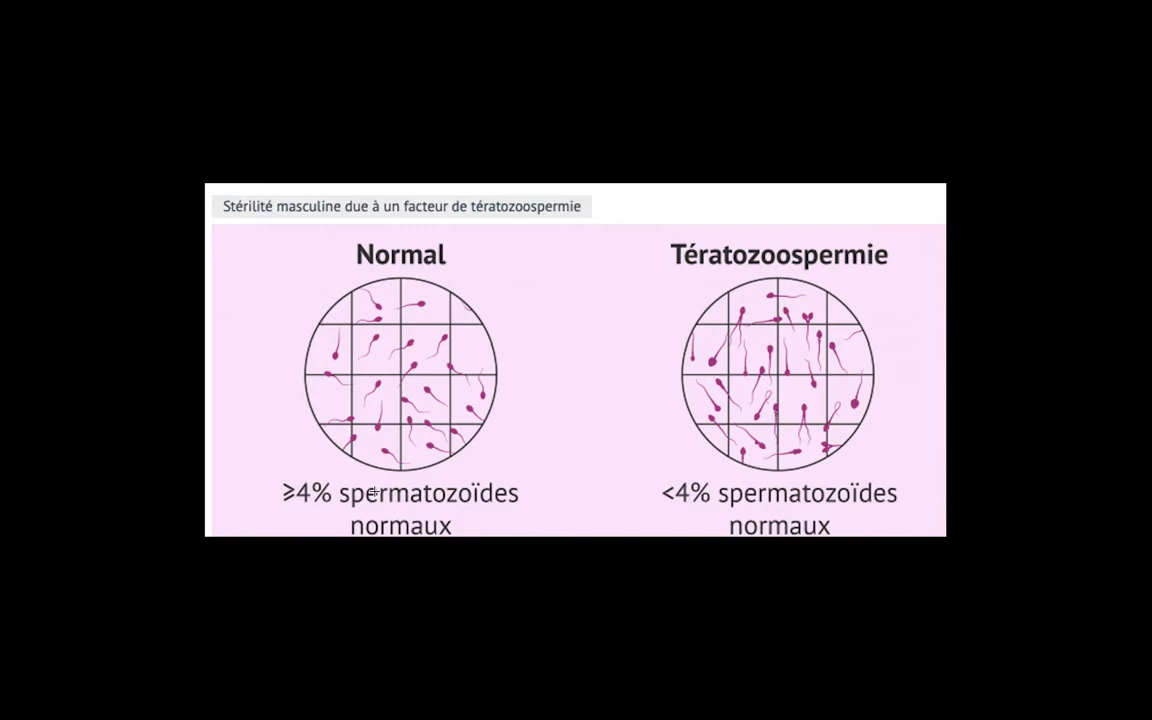 Stérilité masculine due à un facteur de tératozoospermie
Normal
≥4% spermatozoïdes
normaux
Tératozoospermie
<4% spermatozoïdes
normaux